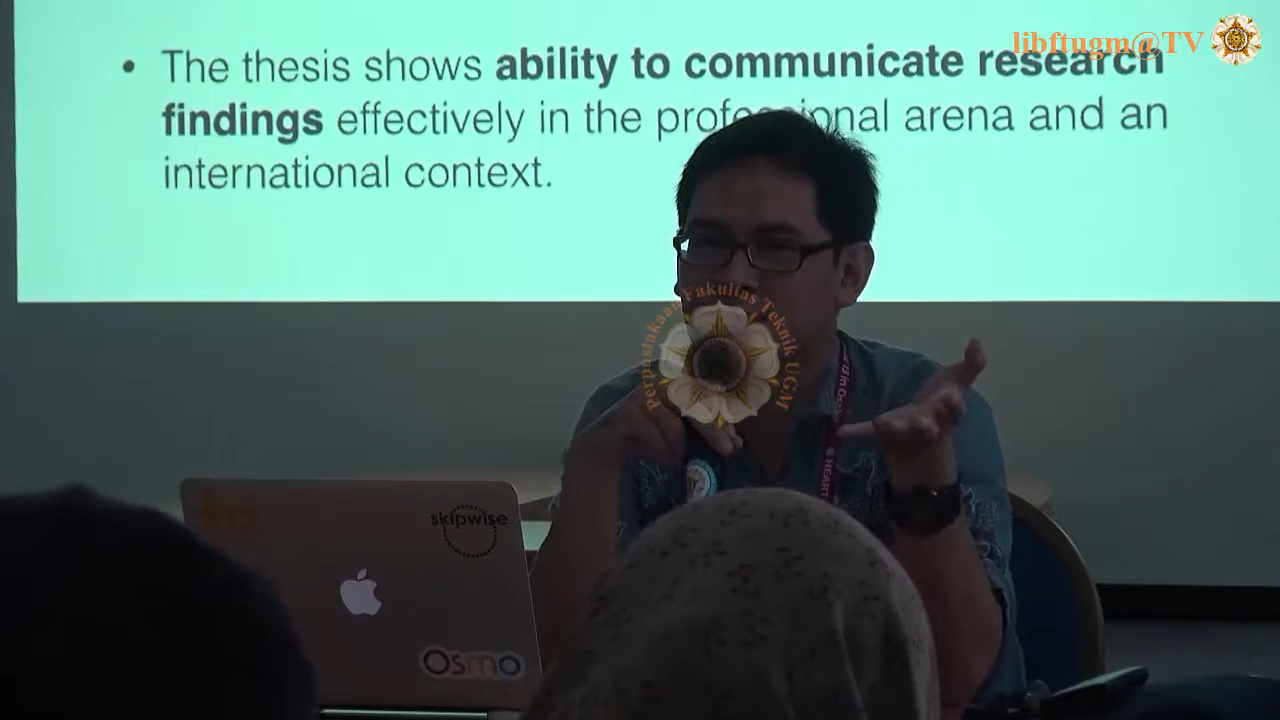 libftugm@TV
• The thesis shows ability to communicate research
findings effectively in the professional arena and an
international context.
Perpustakaan Fakultas Teknik UGM
HEART
skipwise
Osmo